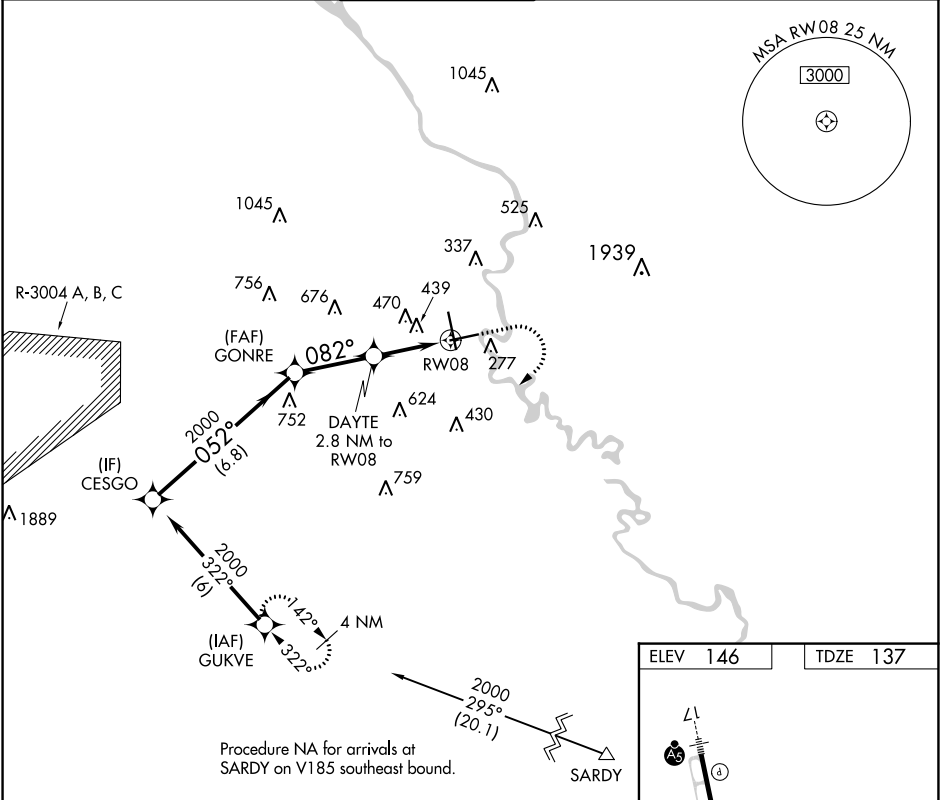 MSA RW08 25 NM
3000
1045
1045
525
337
1939
756
676
470
439
R-3004 A, B, C
(FAF)
GONRE
082°
RW08
277
752
624
430
DAYTE
2.8 NM to
RW08
2000
052°
(6.8)
(IF)
CESGO
759
1889
2000
322°
(6)
142°
4 NM
322°
(IAF)
GUKVE
2000
295°
(20.1)
SARDY
Procedure NA for arrivals at
SARDY on V185 southeast bound.
ELEV 146
TDZE 137
17
A5
P